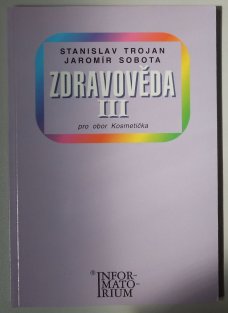 STANISLAV TROJAN
JAROMÍR SOBOTA
ZDRAVOVĚDA
III
pro obor Kosmetička
®INFOR-
MATO-
RIUM